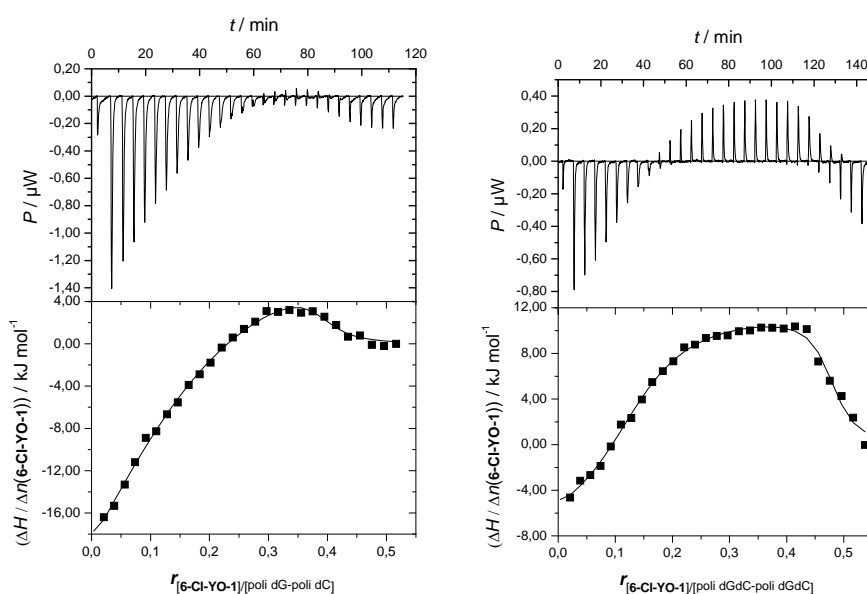 t / min
0 20 40 60 80 100 120
0,20
0,00
-0,20
-0,40
-0,60
-0,80
-1,00
-1,20
-1,40
P / µW
4,00
0,00
-4,00
-8,00
-12,00
-16,00
(ΔH / Δn(6-Cl-YO-1)) / kJ mol⁻¹
0,0 0,1 0,2 0,3 0,4 0,5
r[6-Cl-YO-1]/[poli dG-poli dC]
t / min
0 20 40 60 80 100 120 140
0,40
0,20
0,00
-0,20
-0,40
-0,60
-0,80
P / µW
12,00
8,00
4,00
0,00
-4,00
-8,00
(ΔH / Δn(6-Cl-YO-1)) / kJ mol⁻¹
0,0 0,1 0,2 0,3 0,4 0,5
r[6-Cl-YO-1]/[poli dGdC-poli dGdC]